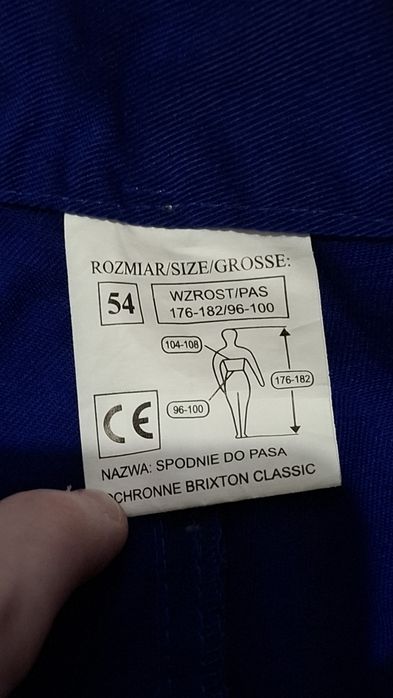 ROZMIAR/SIZE/GROSSE:
54
WZROST/PAS
176-182/96-100
104-108
176-182
96-100
CE
NAZWA: SPODNIE DO PASA
CHRONNE BRIXTON CLASSIC